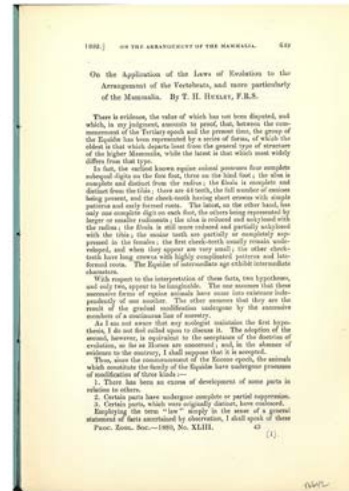 1880.] ON THE ARRANGEMENT OF THE MAMMALIA. 649
On the Application of the Laws of Evolution to the
Arrangement of the Vertebrata, and more particularly
of the Mammalia. By T. H. Huxley, F.R.S.
There is evidence, the value of which has not been disputed, and
which, in my judgment, amounts to proof, that, between the com-
mencement of the Tertiary epoch and the present time, the group of
the Equidæ has been represented by a series of forms, of which the
oldest is that which departs least from the general type of structure
of the higher Mammalia, while the latest is that which most widely
differs from that type.
In fact, the earliest known equine animal possesses four complete
subequal digits on the fore foot, three on the hind foot; the ulna is
complete and distinct from the radius; the fibula is complete and
distinct from the tibia; there are 44 teeth, the full number of canines
being present, and the cheek-teeth having short crowns with simple
patterns and early-formed roots. The latest, on the other hand, has
only one complete digit on each foot, the others being represented by
larger or smaller rudiments; the ulna is reduced and ankylosed with
the radius; the fibula is still more reduced and partially ankylosed
with the tibia; the canine teeth are partially or completely sup-
pressed in the females; the first cheek-teeth usually remain unde-
veloped, and when they appear are very small; the other cheek-
teeth have long crowns with highly complicated patterns and late-
formed roots. The Equidæ of intermediate age exhibit intermediate
characters.
With respect to the interpretation of these facts, two hypotheses,
and only two, appear to be imaginable. The one assumes that these
successive forms of equine animals have come into existence inde-
pendently of one another. The other assumes that they are the
result of the gradual modification undergone by the successive
members of a continuous line of ancestry.
As I am not aware that any zoologist maintains the first hypo-
thesis, I do not feel called upon to discuss it. The adoption of the
second, however, is equivalent to the acceptance of the doctrine of
evolution, so far as Horses are concerned; and, in the absence of
evidence to the contrary, I shall suppose that it is accepted.
Thus, since the commencement of the Eocene epoch, the animals
which constitute the family of the Equidæ have undergone processes
of modification of three kinds:—
1. There has been an excess of development of some parts in
relation to others.
2. Certain parts have undergone complete or partial suppression.
3. Certain parts, which were originally distinct, have coalesced.
Employing the term "law" simply in the sense of a general
statement of facts ascertained by observation, I shall speak of these
Proc. Zool. Soc.—1880, No. XLIII. 43
(1)